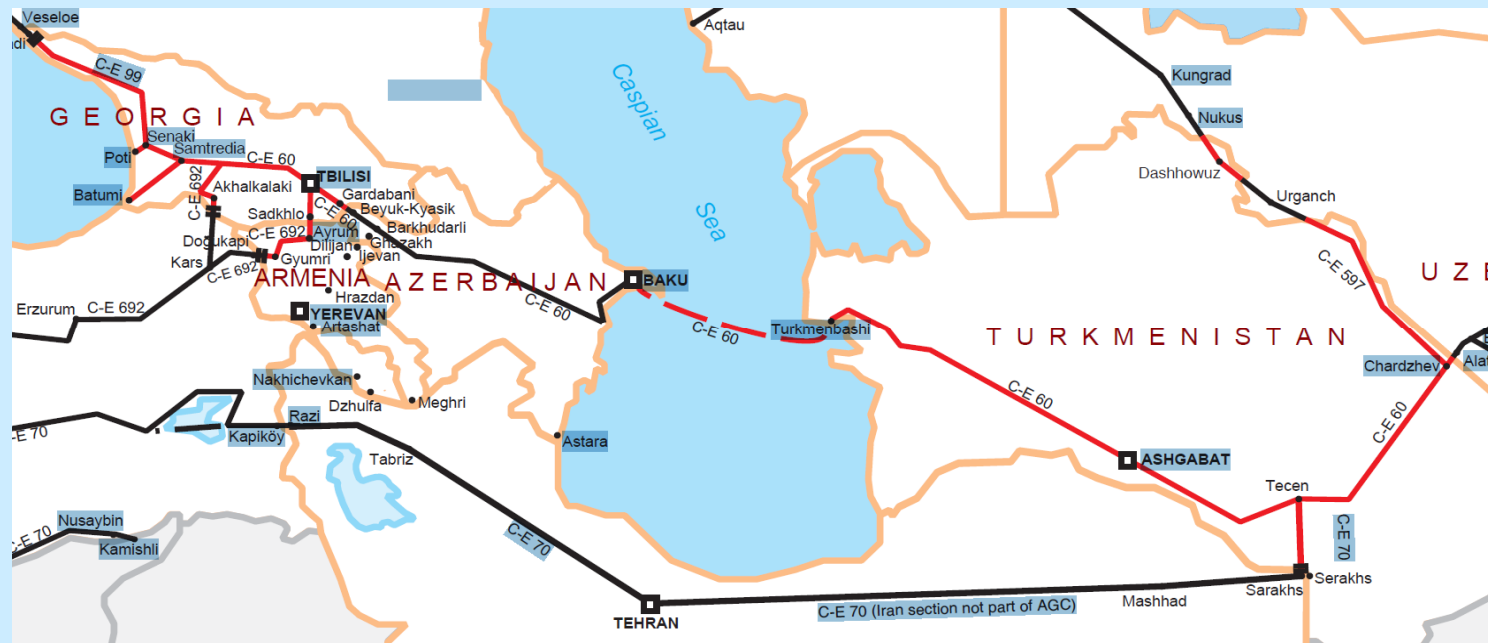 Veseloe
adi
C-E 99
GEORGIA
Senaki
Samtredia
Poti
Batumi
C-E 60
C-E 692
Akhalkalaki
TBILISI
Gardabani
Beyuk-Kyasik
Barkhudarli
C-E 60
Sadkhlo
C-E 692
Ayrum
Ghazakh
Dilijan
Ijevan
Doğukapi
Gyumri
Kars
C-E 692
ARMENIA
AZERBAIJAN
Hrazdan
Erzurum
C-E 692
YEREVAN
Artashat
Nakhichevkan
Dzhulfa
Meghri
C-E 70
Kapiköy
Razi
Tabriz
Nusaybin
Kamishli
C-E 70
C-E 70
TEHRAN
C-E 70 (Iran section not part of AGC)
Mashhad
Sarakhs
Serakhs
Aqtau
Caspian
Sea
BAKU
C-E 60
C-E 60
Astara
Turkmenbashi
Kungrad
Nukus
Dashhowuz
Urganch
C-E 597
UZE
TURKMENISTAN
Chardzhev
Alat
C-E 60
C-E 60
ASHGABAT
Tecen
C-E 70